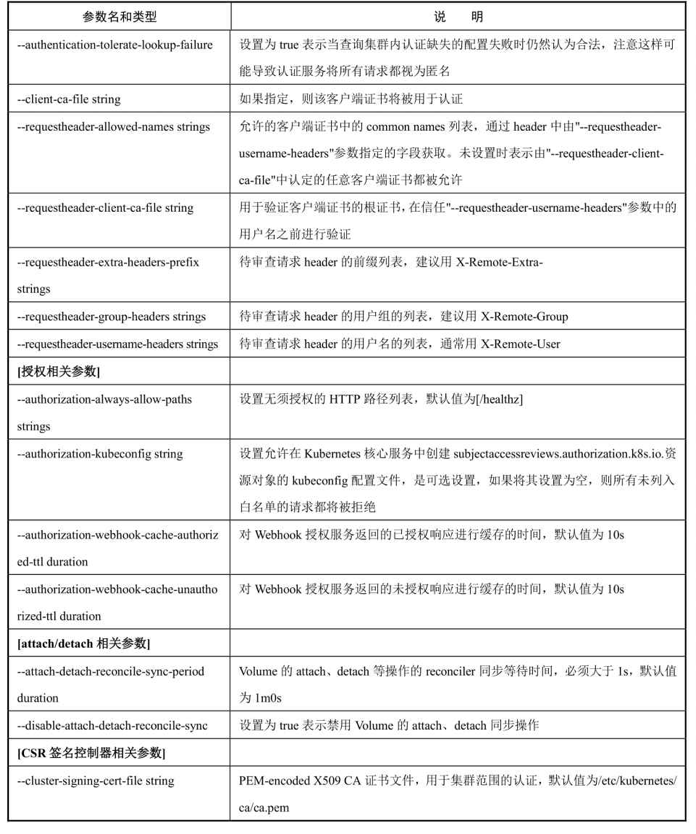 参数名和类型
说 明
--authentication-tolerate-lookup-failure
设置为 true 表示当查询集群内认证缺失的配置失败时仍然认为合法，注意这样可
能导致认证服务将所有请求都视为匿名
--client-ca-file string
如果指定，则该客户端证书将被用于认证
--requestheader-allowed-names strings
允许的客户端证书中的 common names 列表，通过 header 中由"--requestheader-
username-headers"参数指定的字段获取。未设置时表示由"--requestheader-client-
ca-file"中认定的任意客户端证书都被允许
--requestheader-client-ca-file string
用于验证客户端证书的根证书，在信任"--requestheader-username-headers"参数中的
用户名之前进行验证
--requestheader-extra-headers-prefix
strings
待审查请求 header 的前缀列表，建议用 X-Remote-Extra-
--requestheader-group-headers strings
待审查请求 header 的用户组的列表，建议用 X-Remote-Group
--requestheader-username-headers strings
待审查请求 header 的用户名的列表，通常用 X-Remote-User
[授权相关参数]
--authorization-always-allow-paths
strings
设置无须授权的 HTTP 路径列表，默认值为[/healthz]
--authorization-kubeconfig string
设置允许在 Kubernetes 核心服务中创建 subjectaccessreviews.authorization.k8s.io.资
源对象的 kubeconfig 配置文件，是可选设置，如果将其设置为空，则所有未列入
白名单的请求都将被拒绝
--authorization-webhook-cache-authoriz
ed-ttl duration
对 Webhook 授权服务返回的已授权响应进行缓存的时间，默认值为 10s
--authorization-webhook-cache-unautho
rized-ttl duration
对 Webhook 授权服务返回的未授权响应进行缓存的时间，默认值为 10s
[attach/detach 相关参数]
--attach-detach-reconcile-sync-period
duration
Volume 的 attach、detach 等操作的 reconciler 同步等待时间，必须大于 1s，默认值
为 1m0s
--disable-attach-detach-reconcile-sync
设置为 true 表示禁用 Volume 的 attach、detach 同步操作
[CSR 签名控制器相关参数]
--cluster-signing-cert-file string
PEM-encoded X509 CA 证书文件，用于集群范围的认证，默认值为/etc/kubernetes/
ca/ca.pem